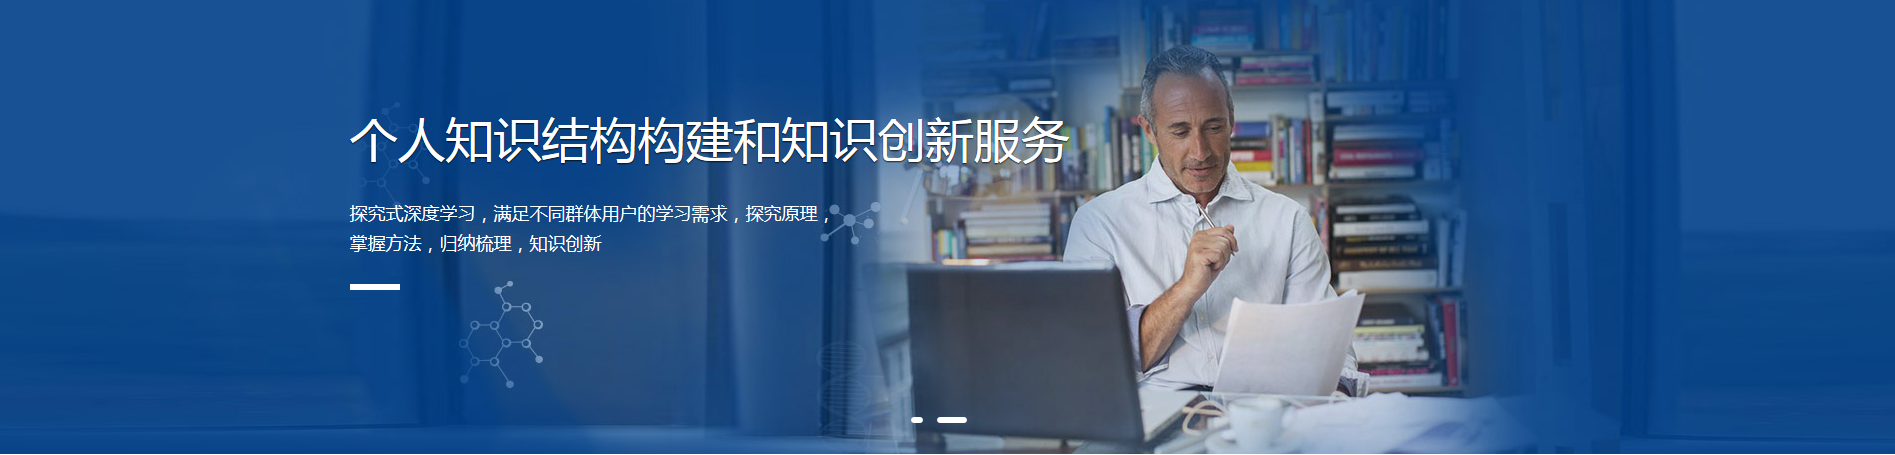 个人知识结构构建和知识创新服务
探究式深度学习，满足不同群体用户的学习需求，探究原理，
掌握方法，归纳梳理，知识创新